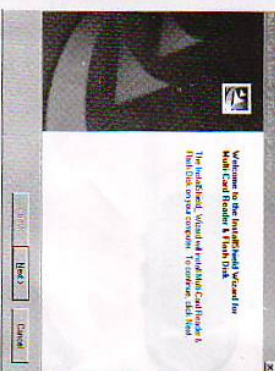 Welcome to the InstallShield Wizard for
Multi-Card Reader & Flash Disk
The InstallShield Wizard will install Multi-Card Reader &
Flash Disk on your computer. To continue, click Next.
Next >
Cancel